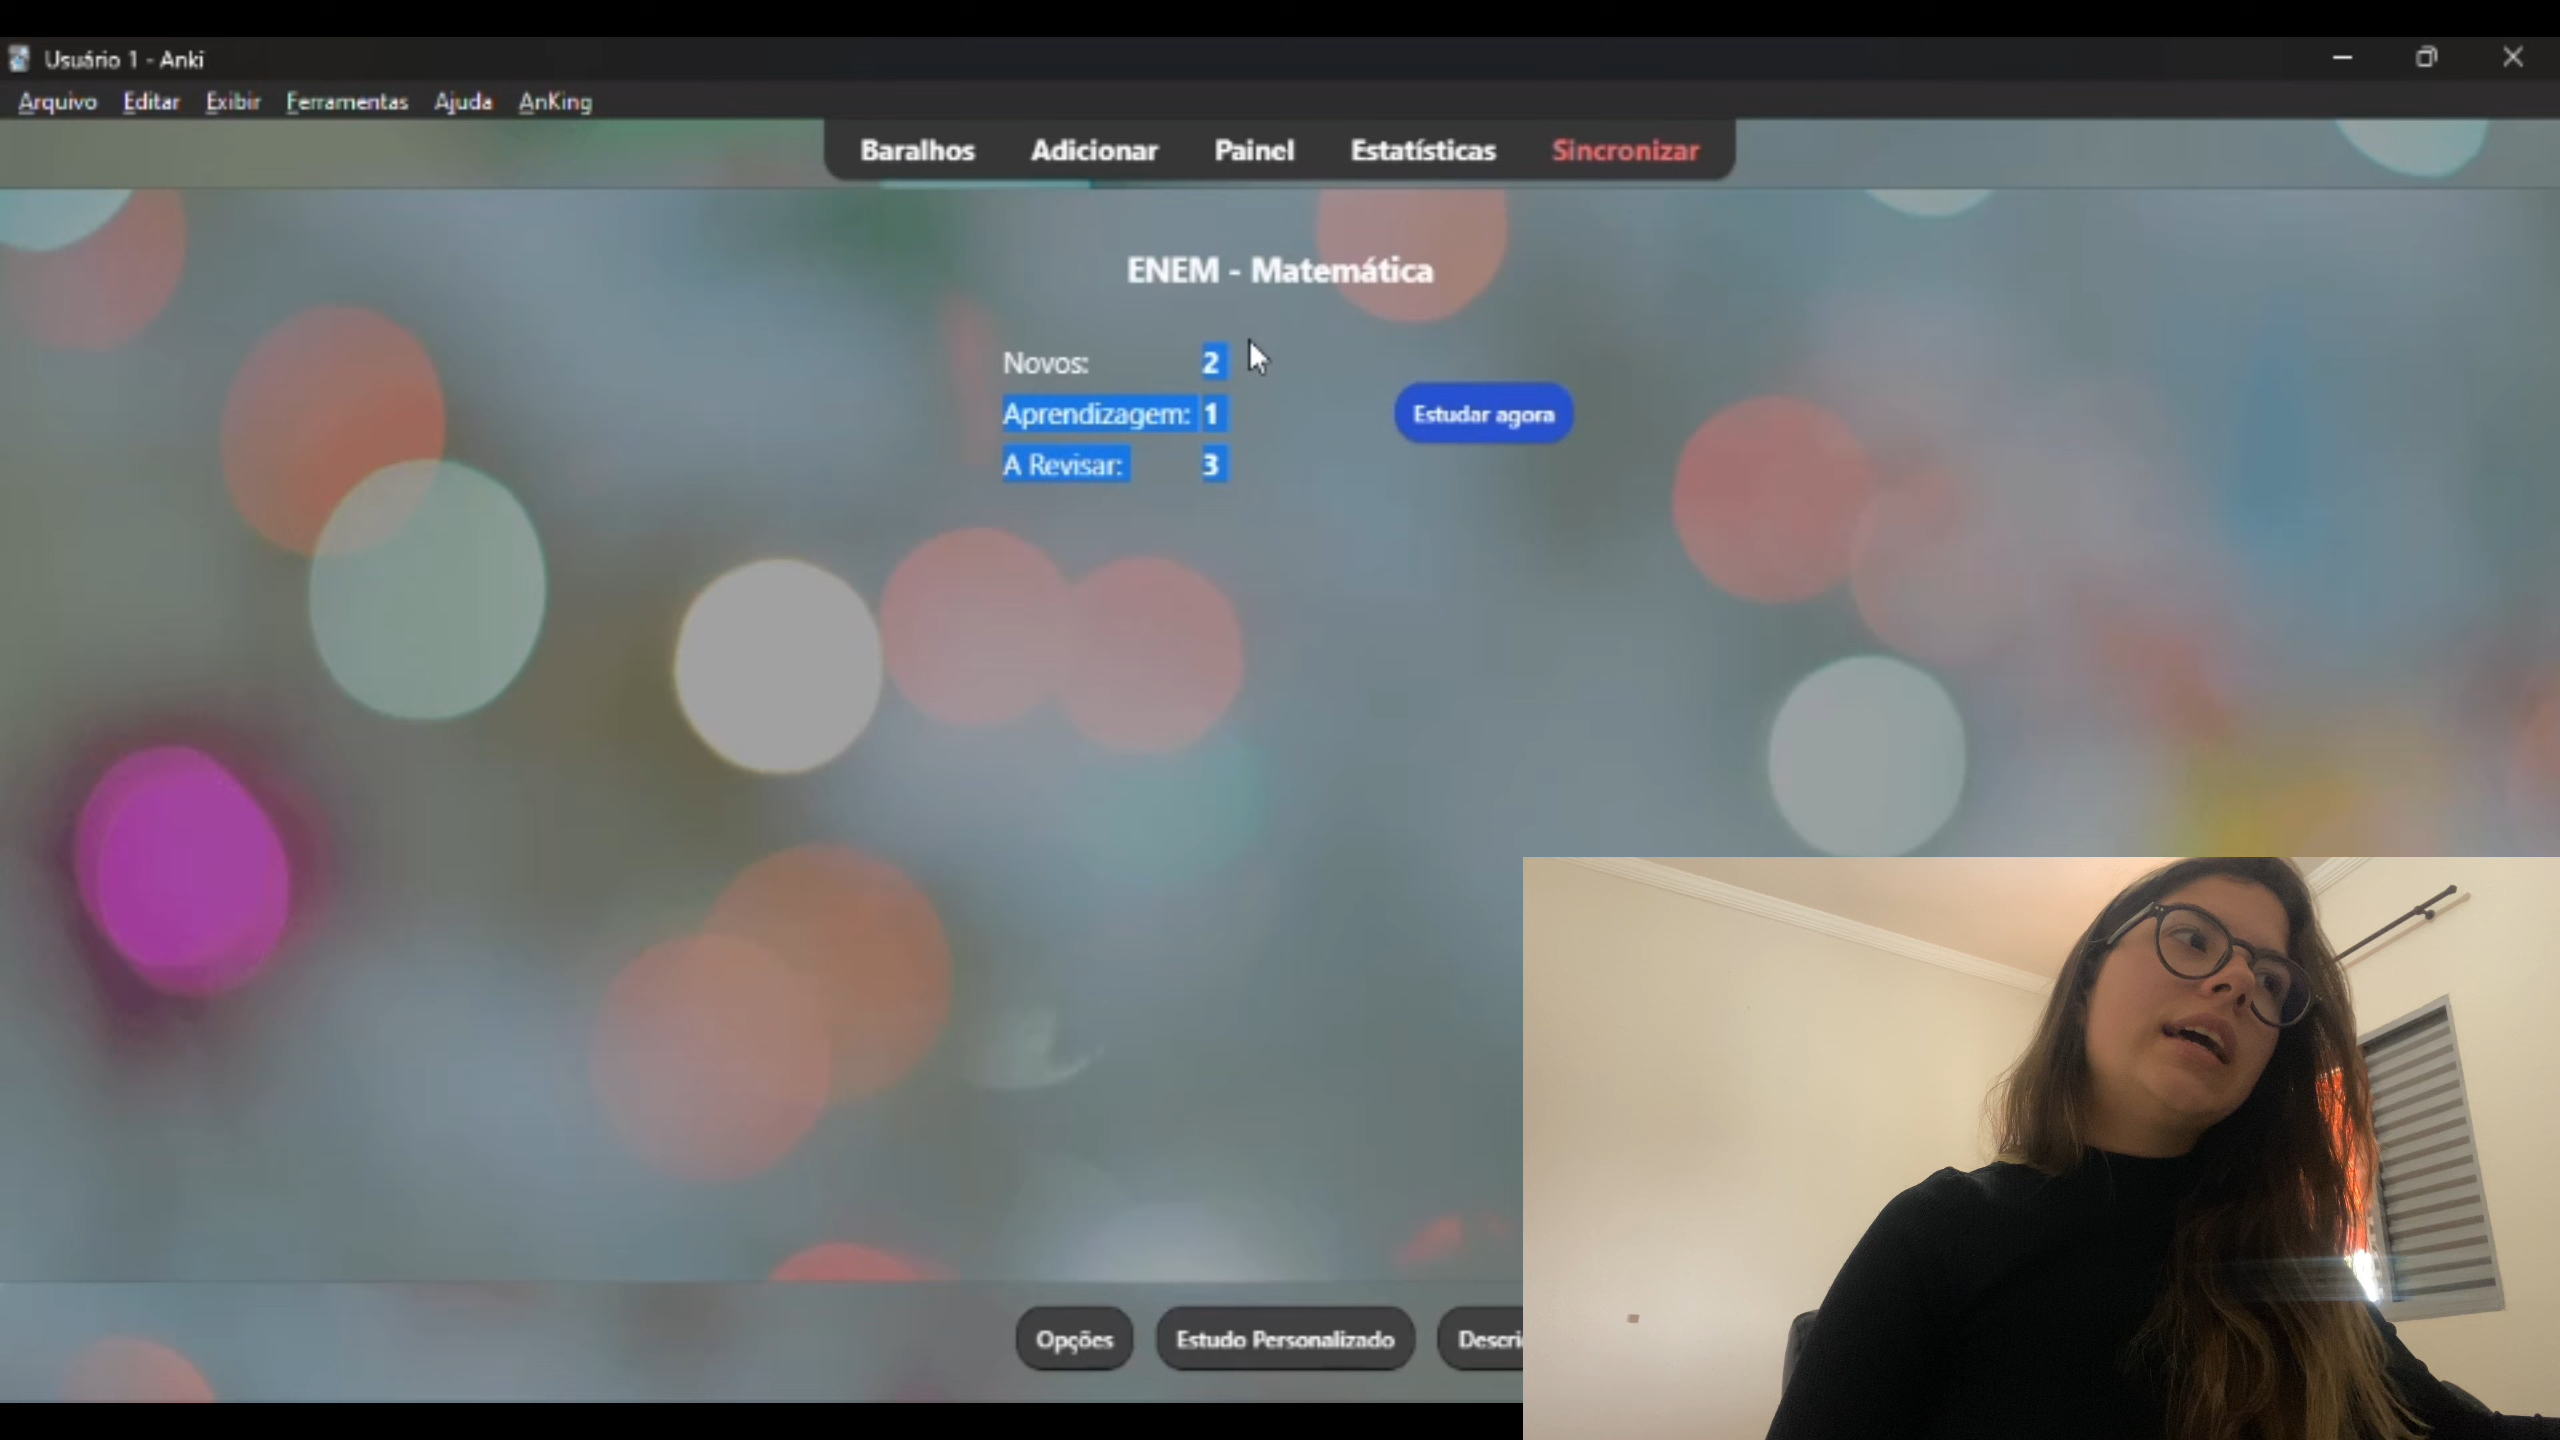 Usuário 1 - Anki
Arquivo Editar Exibir Ferramentas Ajuda AnKing
Baralhos Adicionar Painel Estatísticas Sincronizar
ENEM - Matemática
Novos: 2
Aprendizagem: 1
Estudar agora
A Revisar: 3
Opções Estudo Personalizado